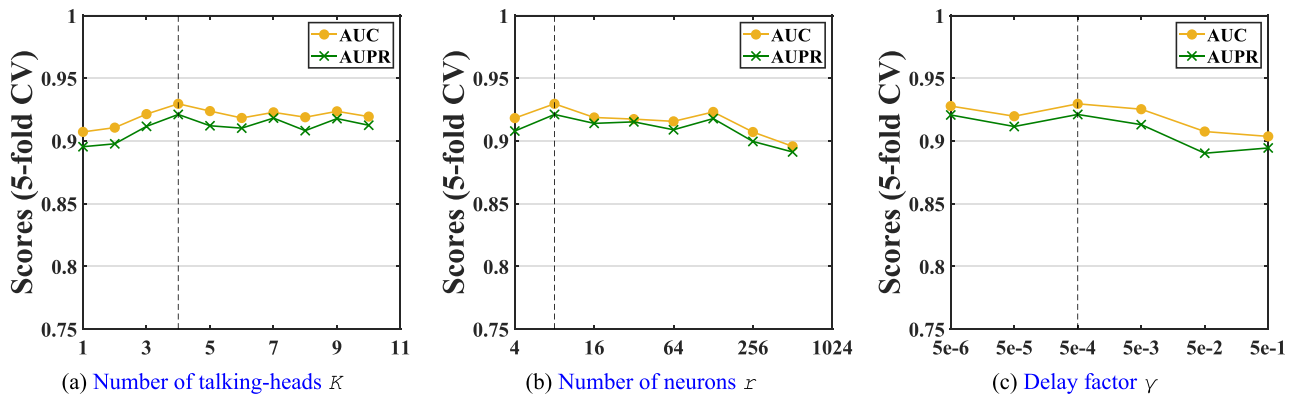 Scores (5-fold CV)
1
0.95
0.9
0.85
0.8
0.75
1
3
5
7
9
11
AUC
AUPR
(a) Number of talking-heads K
Scores (5-fold CV)
1
0.95
0.9
0.85
0.8
0.75
4
16
64
256
1024
AUC
AUPR
(b) Number of neurons r
Scores (5-fold CV)
1
0.95
0.9
0.85
0.8
0.75
5e-6
5e-5
5e-4
5e-3
5e-2
5e-1
AUC
AUPR
(c) Delay factor γ